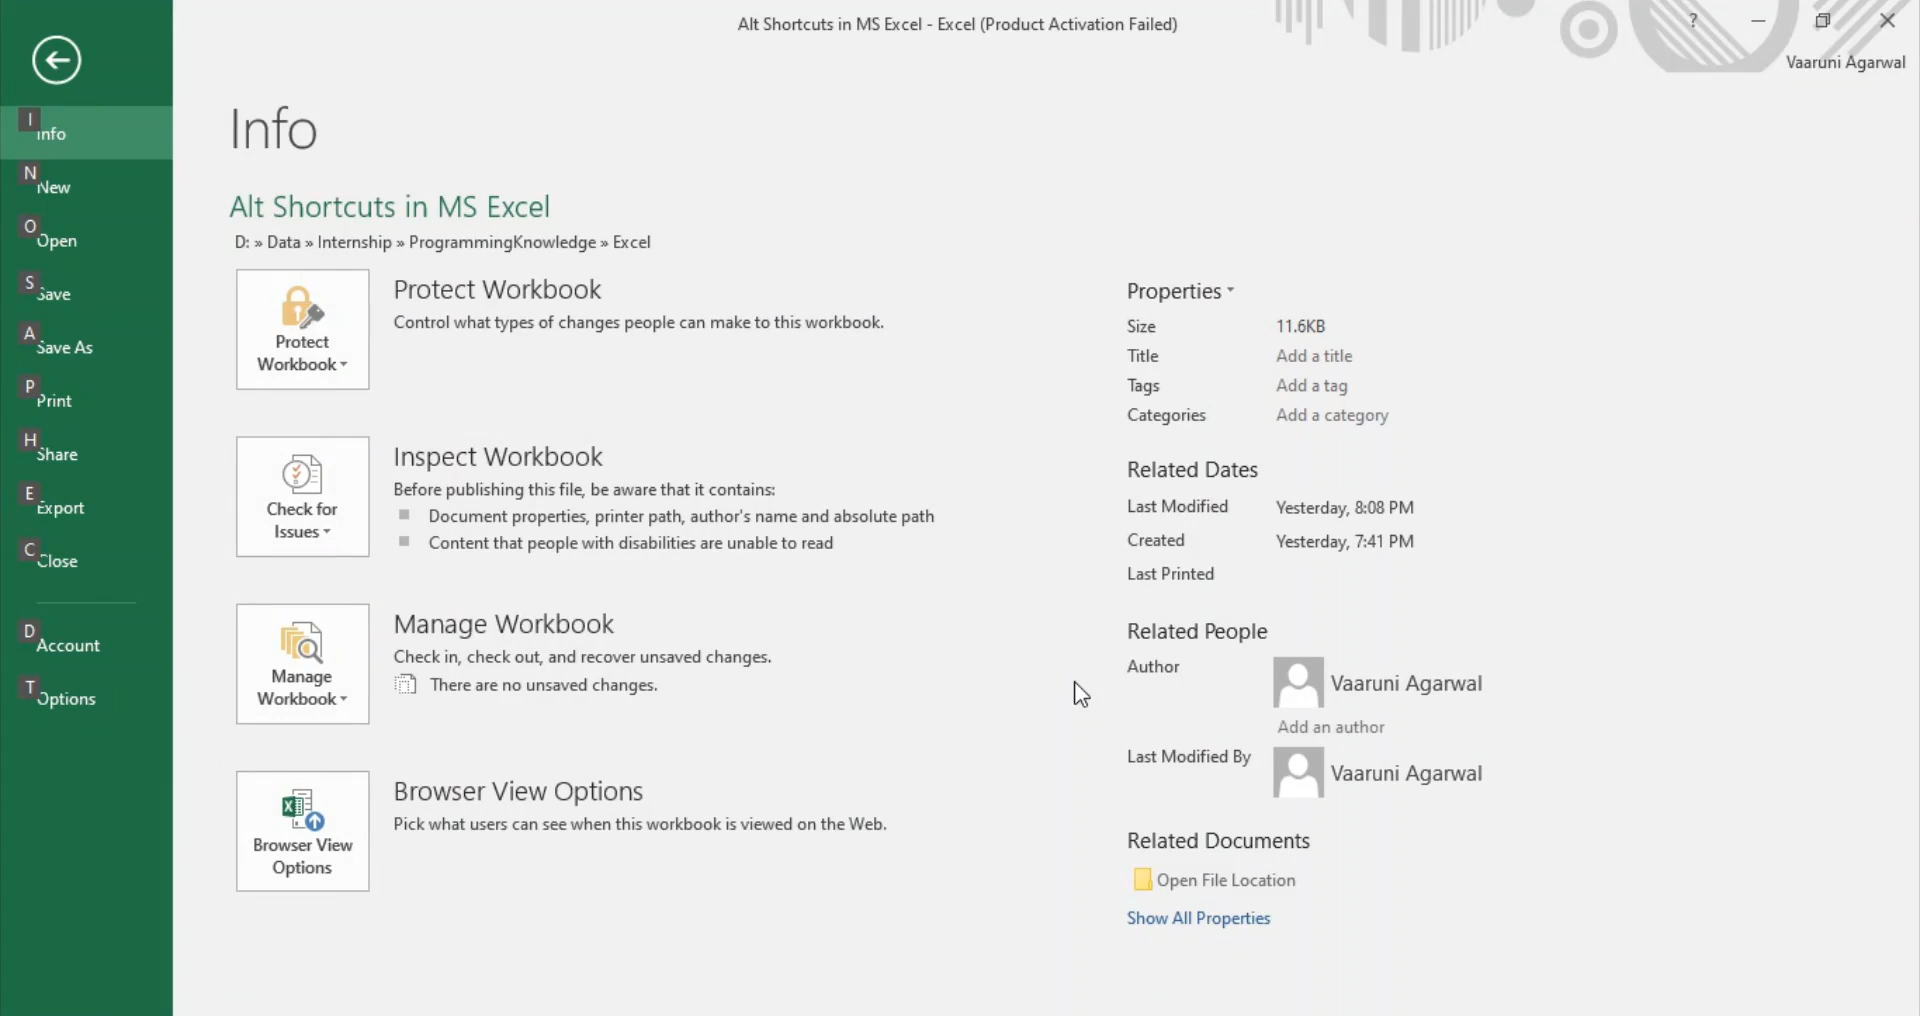 Alt Shortcuts in MS Excel - Excel (Product Activation Failed)
?
Vaaruni Agarwal
I
Info
N
New
O
Open
S
Save
A
Save As
P
Print
H
Share
E
Export
C
Close
D
Account
T
Options
Info
Alt Shortcuts in MS Excel
D: » Data » Internship » ProgrammingKnowledge » Excel
Protect
Workbook
Protect Workbook
Control what types of changes people can make to this workbook.
Check for
Issues
Inspect Workbook
Before publishing this file, be aware that it contains:
Document properties, printer path, author's name and absolute path
Content that people with disabilities are unable to read
Manage
Workbook
Manage Workbook
Check in, check out, and recover unsaved changes.
There are no unsaved changes.
Browser View
Options
Browser View Options
Pick what users can see when this workbook is viewed on the Web.
Properties
Size 11.6KB
Title Add a title
Tags Add a tag
Categories Add a category
Related Dates
Last Modified Yesterday, 8:08 PM
Created Yesterday, 7:41 PM
Last Printed
Related People
Author Vaaruni Agarwal
Add an author
Last Modified By Vaaruni Agarwal
Related Documents
Open File Location
Show All Properties